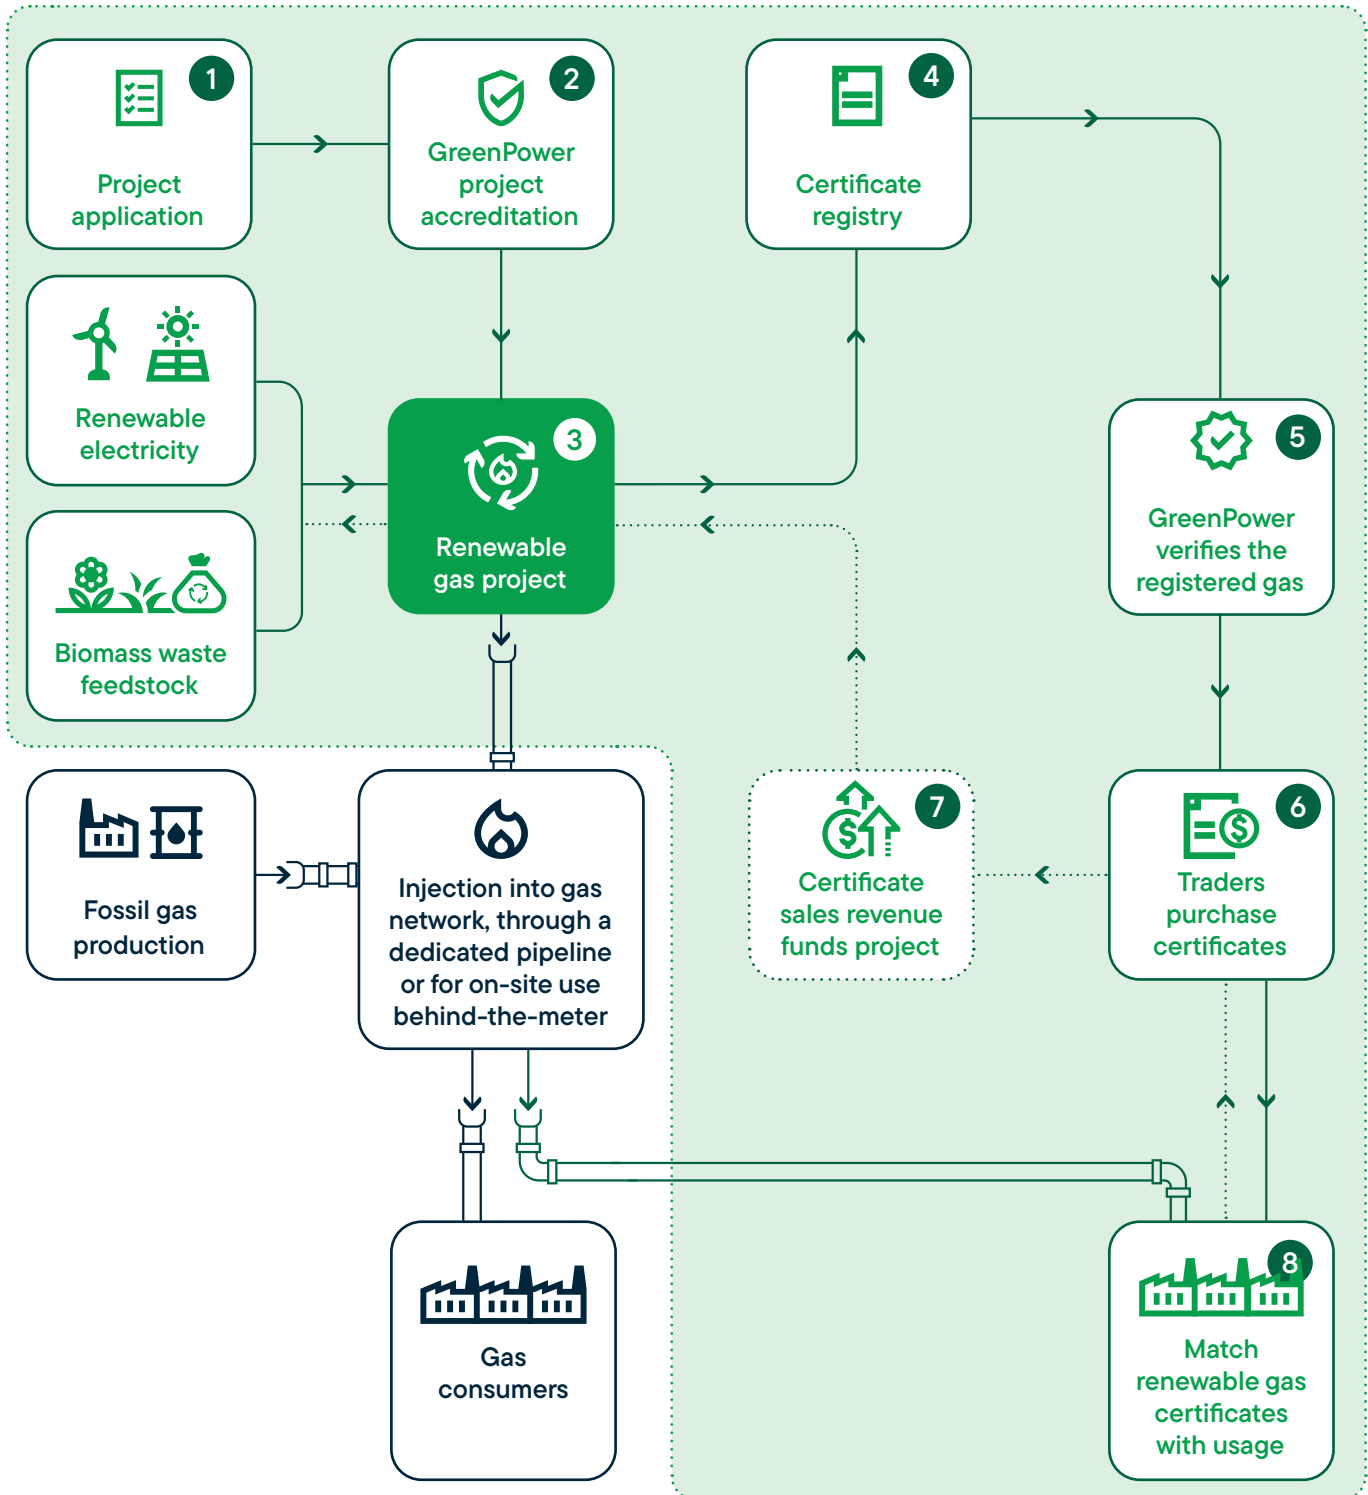 1
Project
application
2
GreenPower
project
accreditation
4
Certificate
registry
Renewable
electricity
3
Renewable
gas project
5
GreenPower
verifies the
registered gas
Biomass waste
feedstock
Fossil gas
production
Injection into gas
network, through a
dedicated pipeline
or for on-site use
behind-the-meter
7
$
Certificate
sales revenue
funds project
6
$
Traders
purchase
certificates
Gas
consumers
8
Match
renewable gas
certificates
with usage